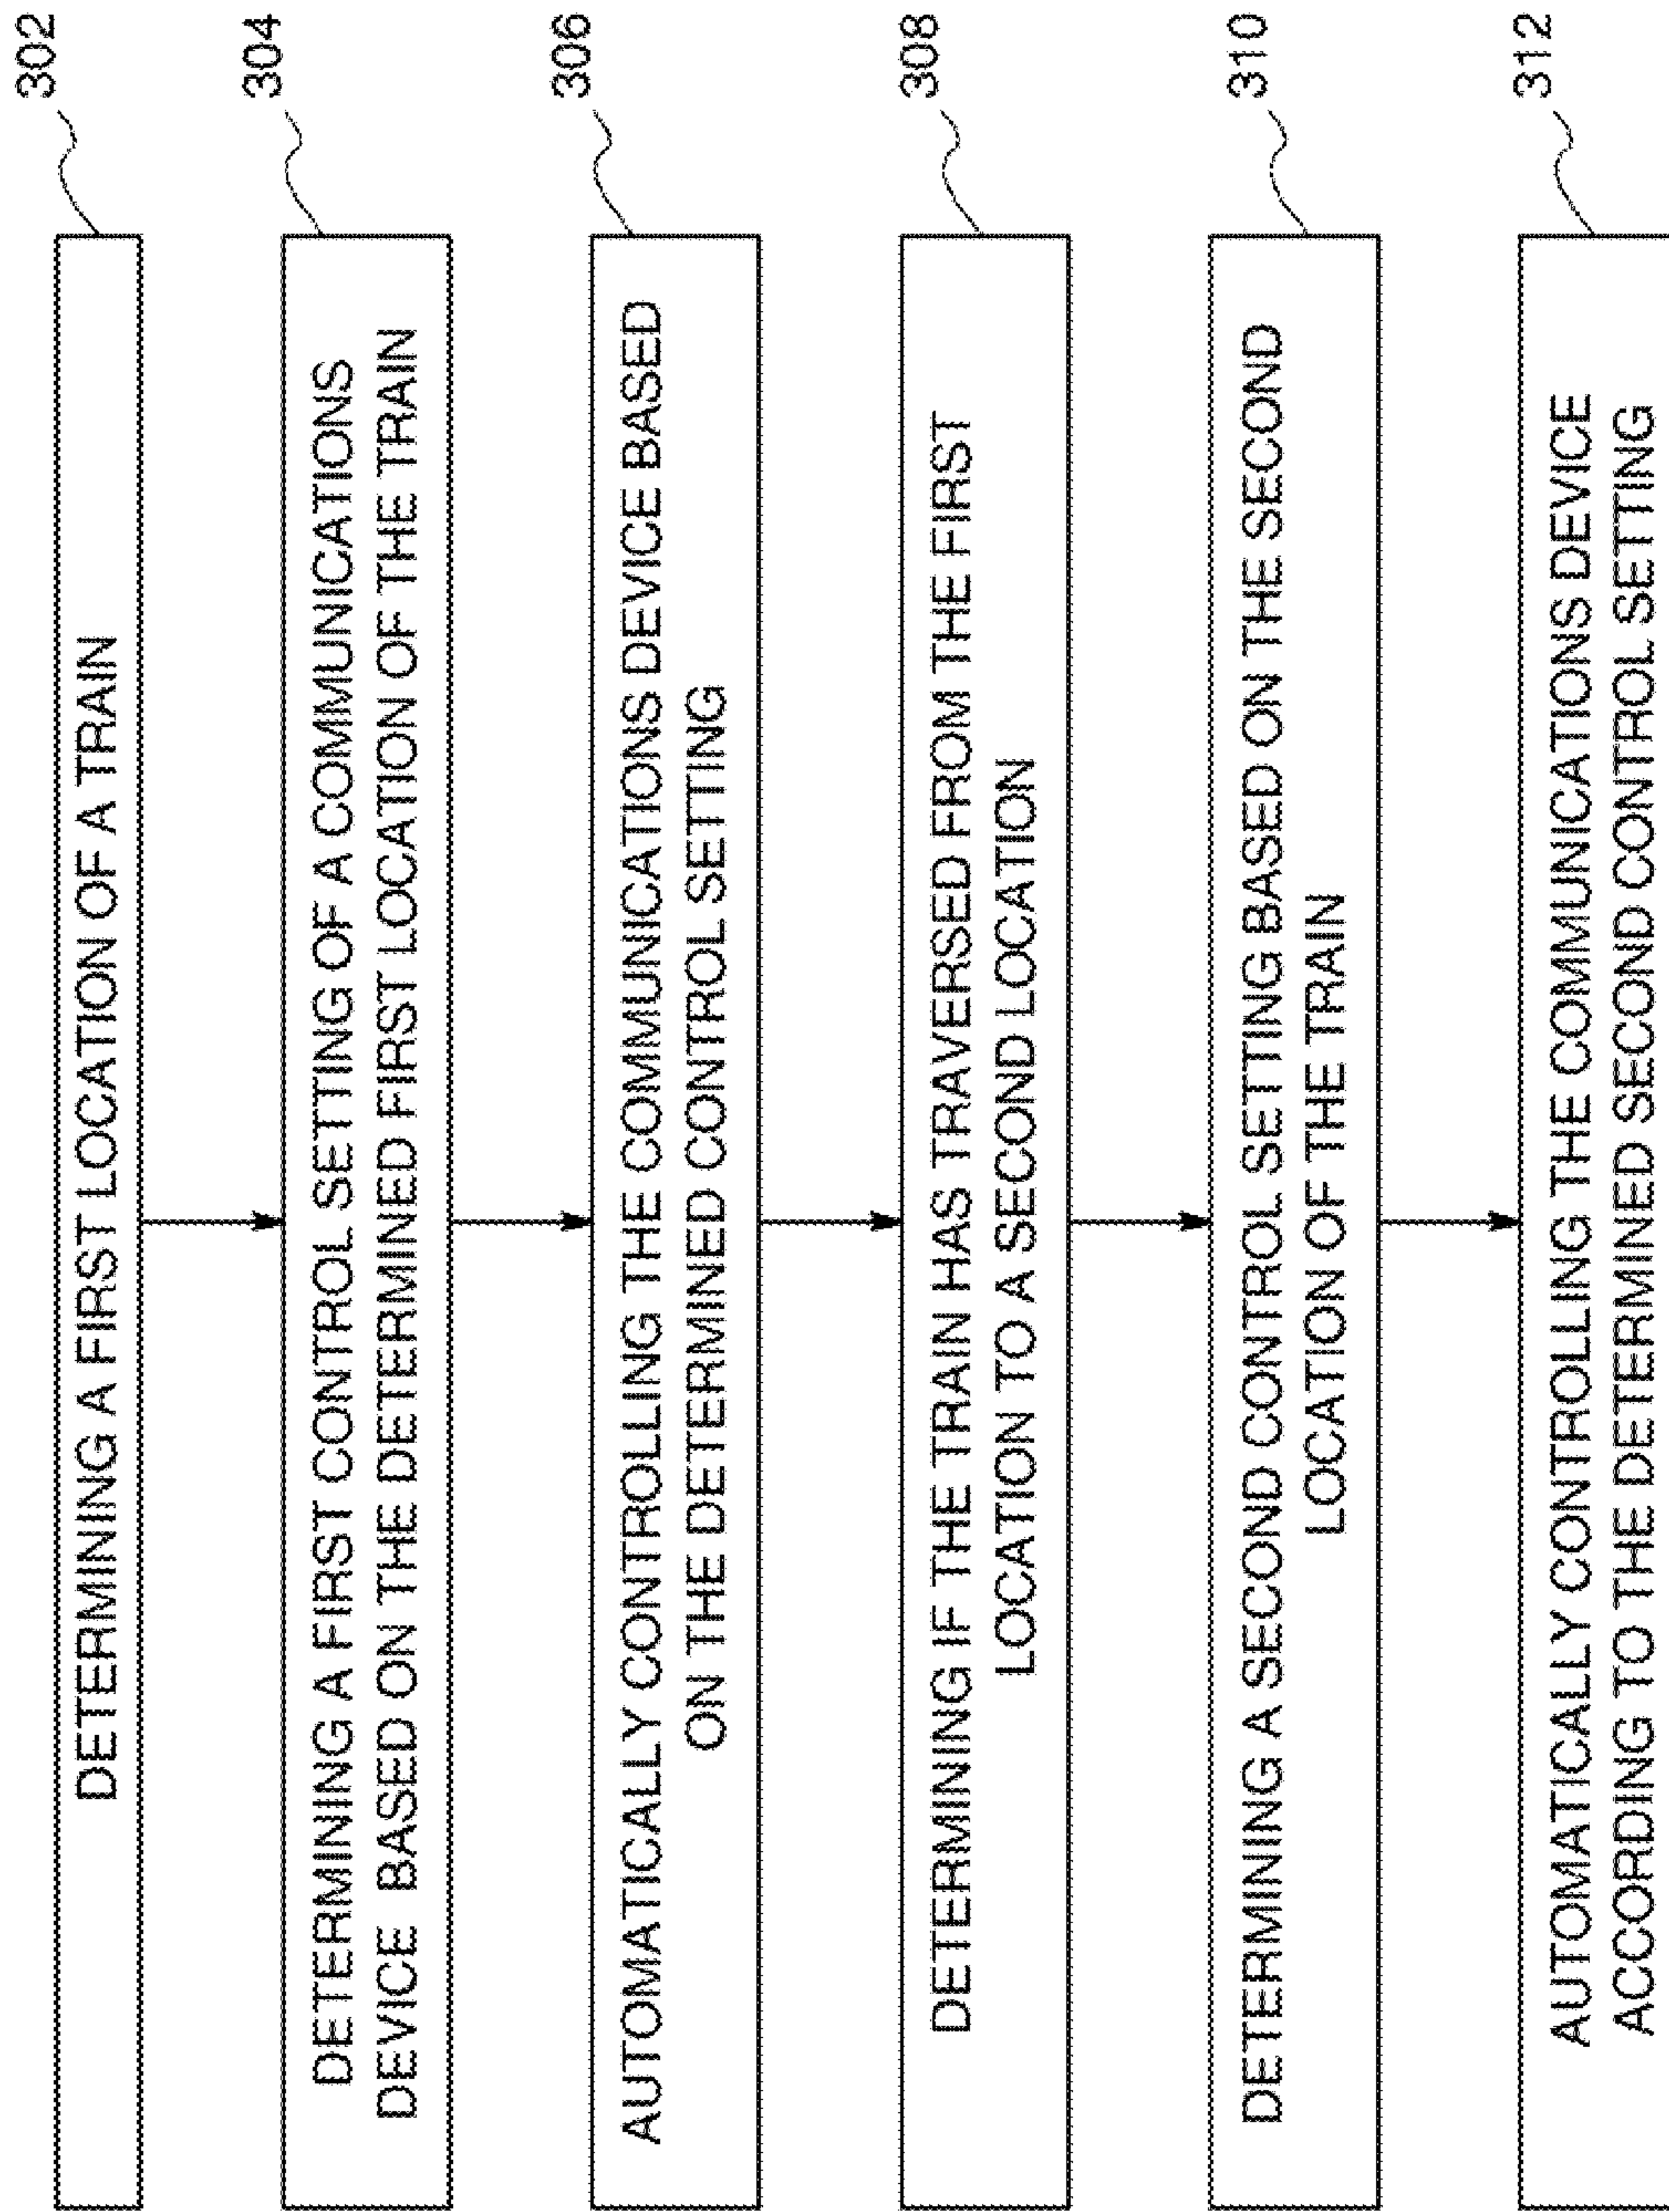 302
DETERMINING A FIRST LOCATION OF A TRAIN
304
DETERMINING A FIRST CONTROL SETTING OF A COMMUNICATIONS
DEVICE BASED ON THE DETERMINED FIRST LOCATION OF THE TRAIN
306
AUTOMATICALLY CONTROLLING THE COMMUNICATIONS DEVICE BASED
ON THE DETERMINED CONTROL SETTING
308
DETERMINING IF THE TRAIN HAS TRAVERSED FROM THE FIRST
LOCATION TO A SECOND LOCATION
310
DETERMINING A SECOND CONTROL SETTING BASED ON THE SECOND
LOCATION OF THE TRAIN
312
AUTOMATICALLY CONTROLLING THE COMMUNICATIONS DEVICE
ACCORDING TO THE DETERMINED SECOND CONTROL SETTING